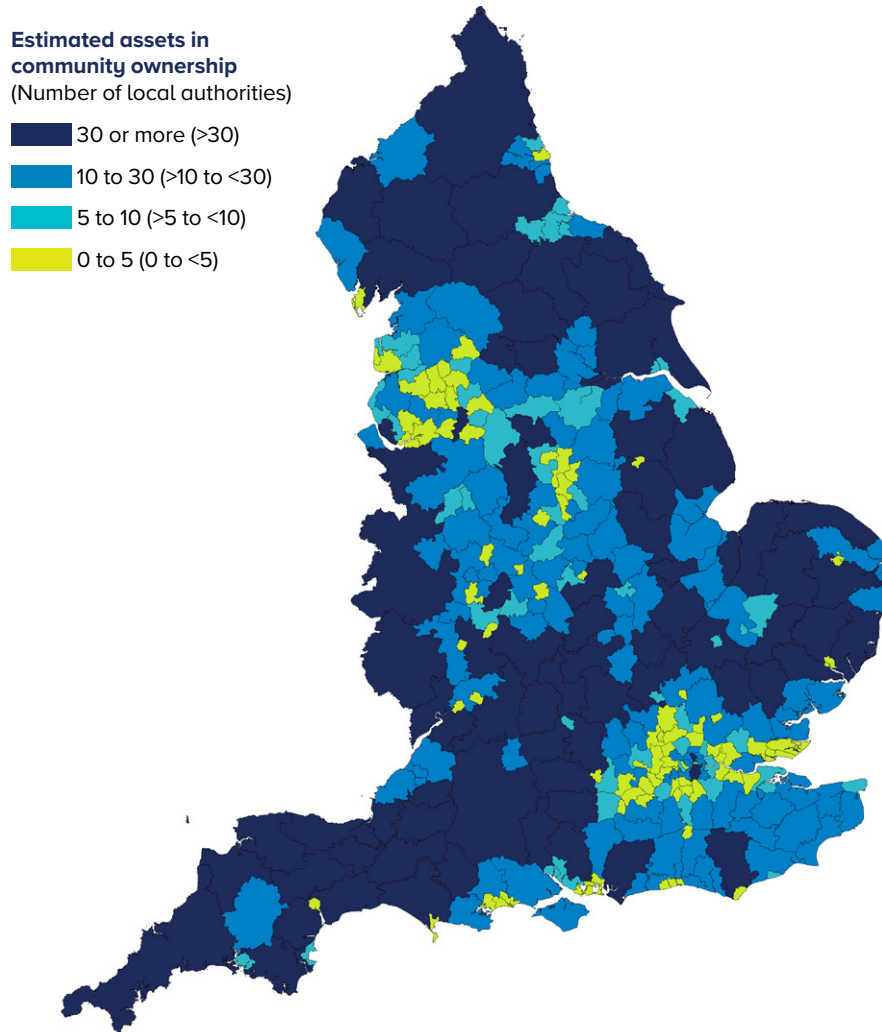 Estimated assets in
community ownership
(Number of local authorities)
30 or more (>30)
10 to 30 (>10 to <30)
5 to 10 (>5 to <10)
0 to 5 (0 to <5)